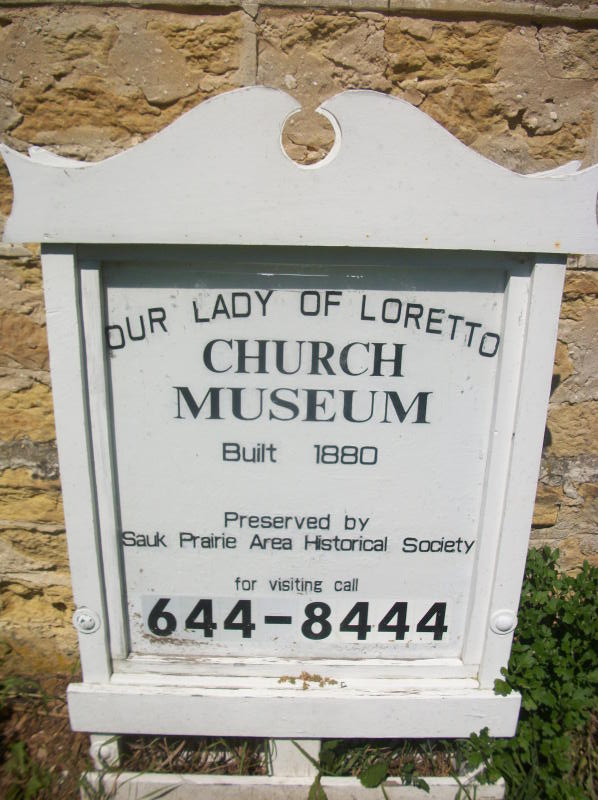 OUR LADY OF LORETTO
CHURCH
MUSEUM
Built 1880
Preserved by
Sauk Prairie Area Historical Society
for visiting call
644-8444